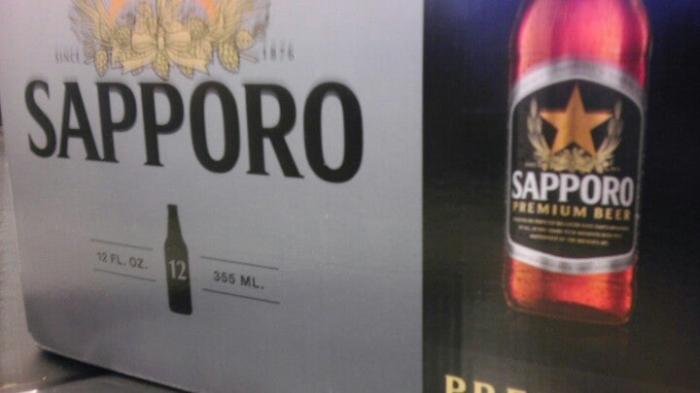 SINCE 1876
SAPPORO
12 FL. OZ. 12 355 ML.
SAPPORO
PREMIUM BEER